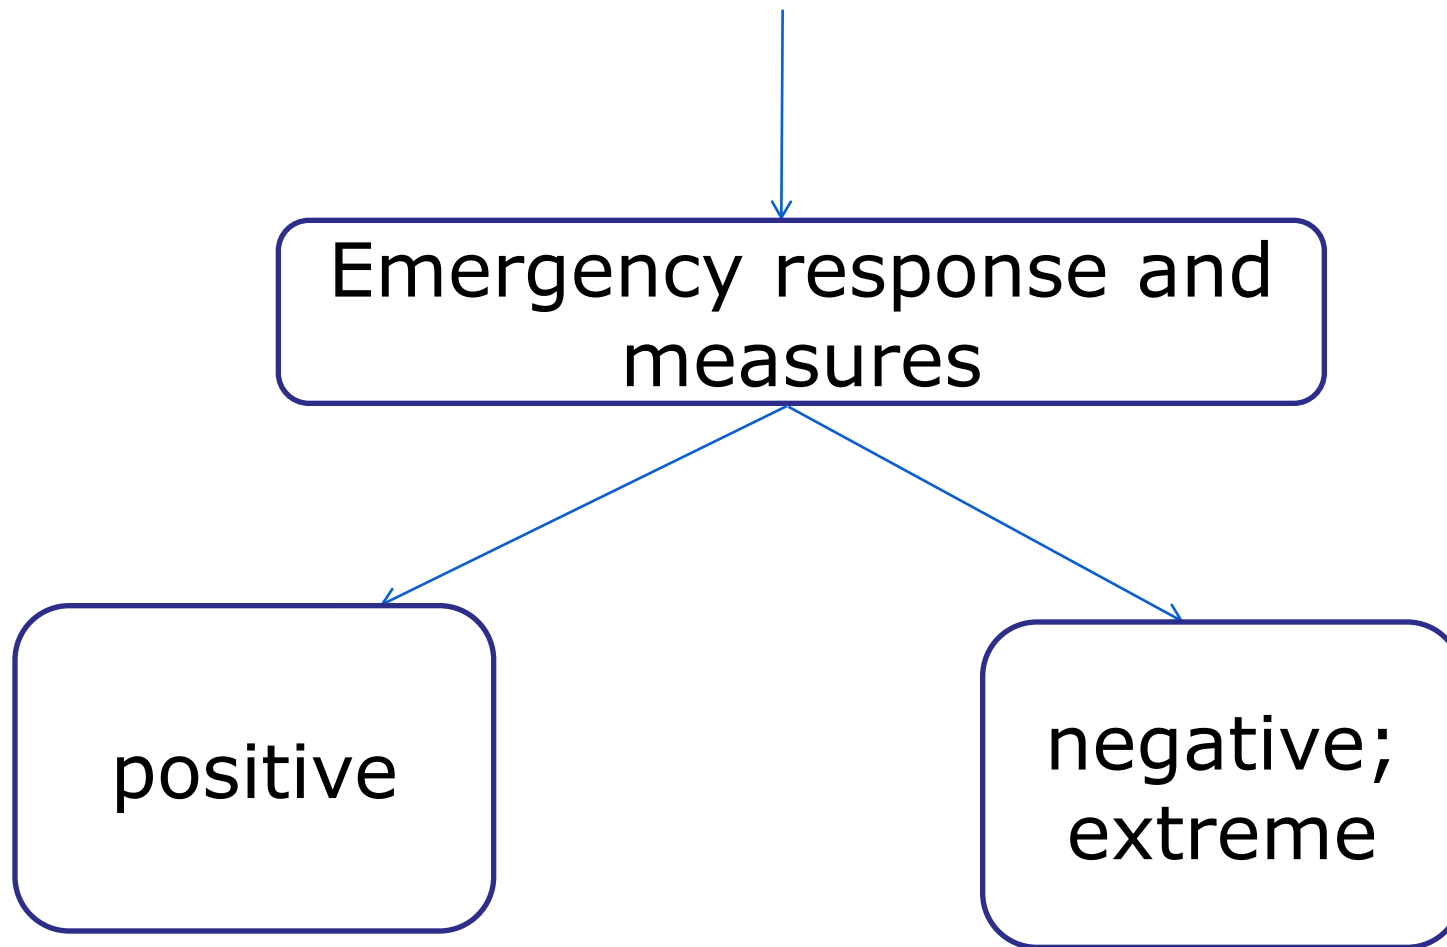 Emergency response and
measures
positive
negative;
extreme